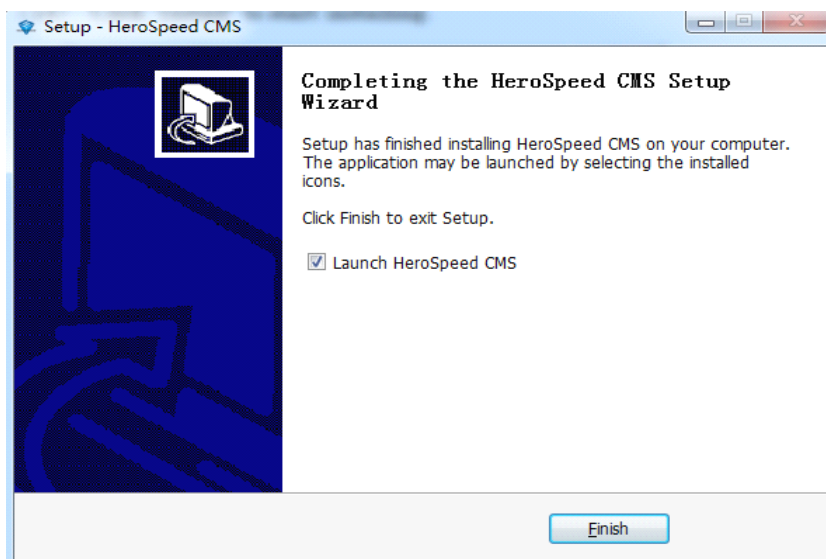 Setup - HeroSpeed CMS
Completing the HeroSpeed CMS Setup
Wizard
Setup has finished installing HeroSpeed CMS on your computer.
The application may be launched by selecting the installed
icons.
Click Finish to exit Setup.
Launch HeroSpeed CMS
Finish